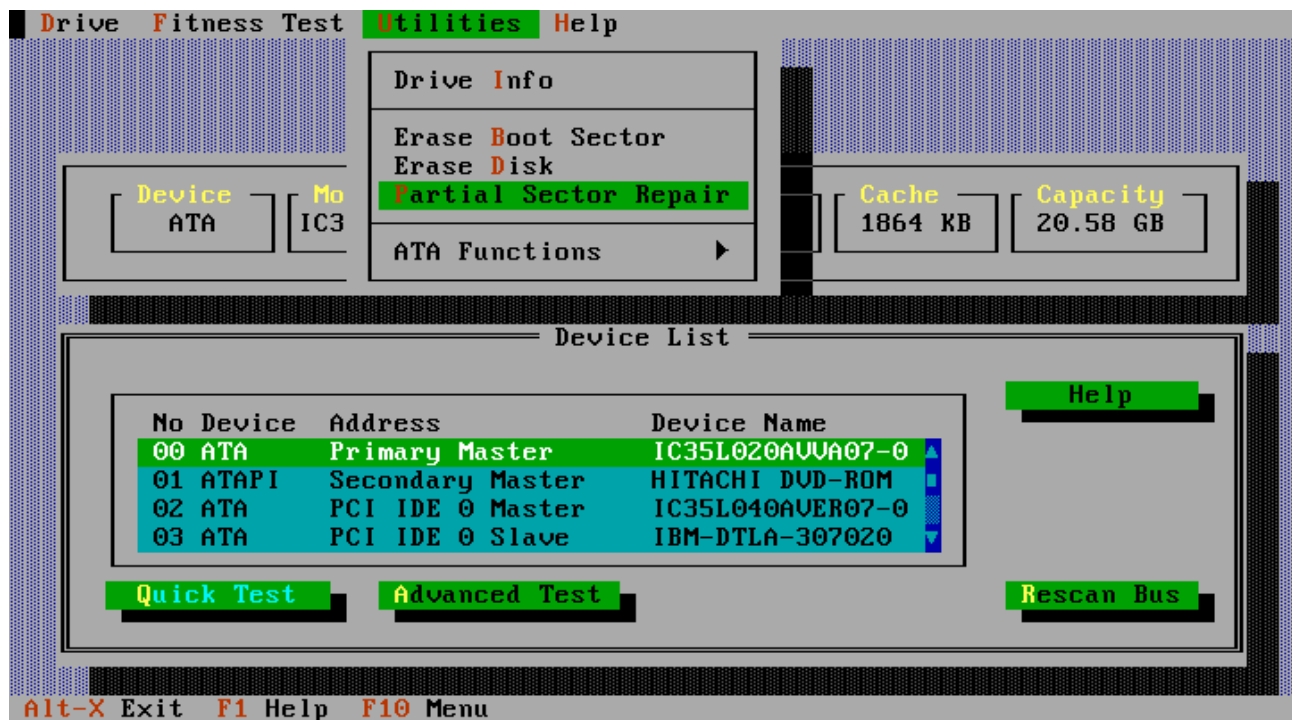 Drive Fitness Test Utilities Help
Drive Info
Erase Boot Sector
Erase Disk
Partial Sector Repair
ATA Functions
Device Mo Cache Capacity
ATA IC3 1864 KB 20.58 GB
Device List
Help
No Device Address Device Name
00 ATA Primary Master IC35L020AVVA07-0
01 ATAPI Secondary Master HITACHI DVD-ROM
02 ATA PCI IDE 0 Master IC35L040AVER07-0
03 ATA PCI IDE 0 Slave IBM-DTLA-307020
Quick Test Advanced Test Rescan Bus
Alt-X Exit F1 Help F10 Menu